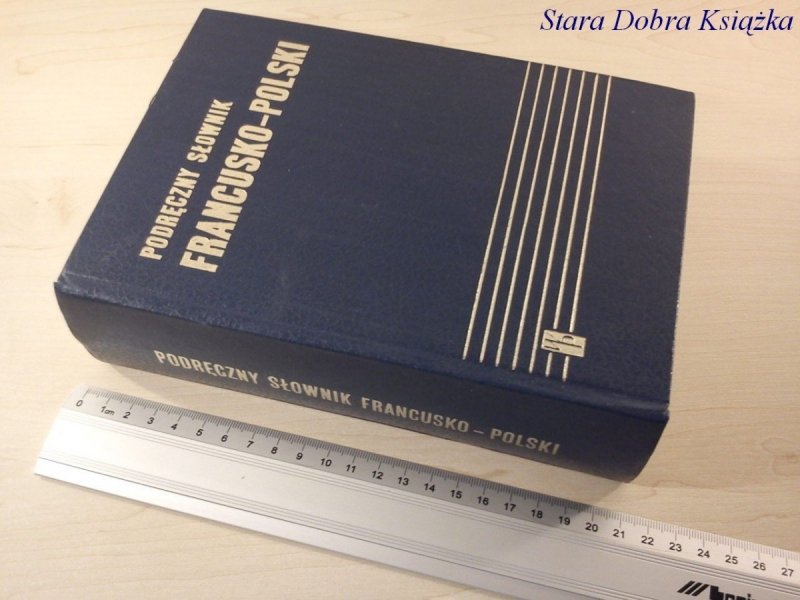 Stara Dobra Książka
PODRĘCZNY SŁOWNIK
FRANCUSKO-POLSKI
PODRĘCZNY SŁOWNIK FRANCUSKO-POLSKI
0 1cm 2 3 4 5 6 7 8 9 10 11 12 13 14 15 16 17 18 19 20 21 22 23 24 25 26 27